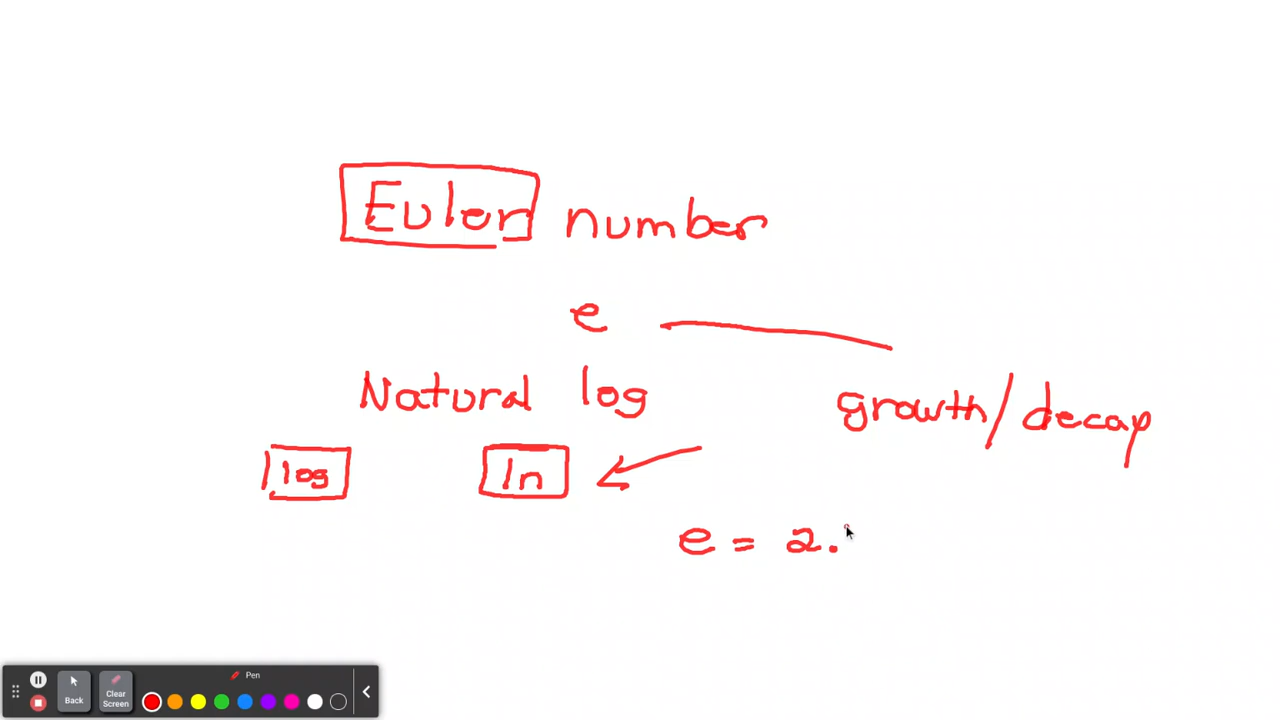 Euler number
e
Natural log
growth/decay
log
ln
e = 2.
Pen
Back
Clear Screen